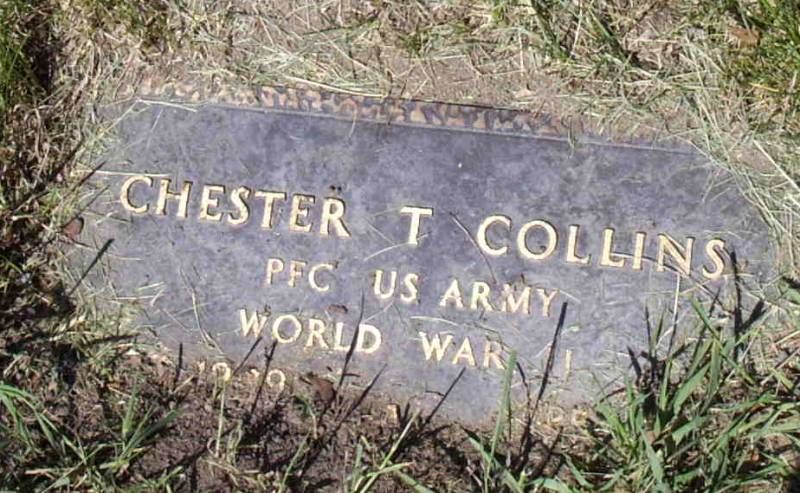 CHESTER T COLLINS
PFC US ARMY
WORLD WAR I